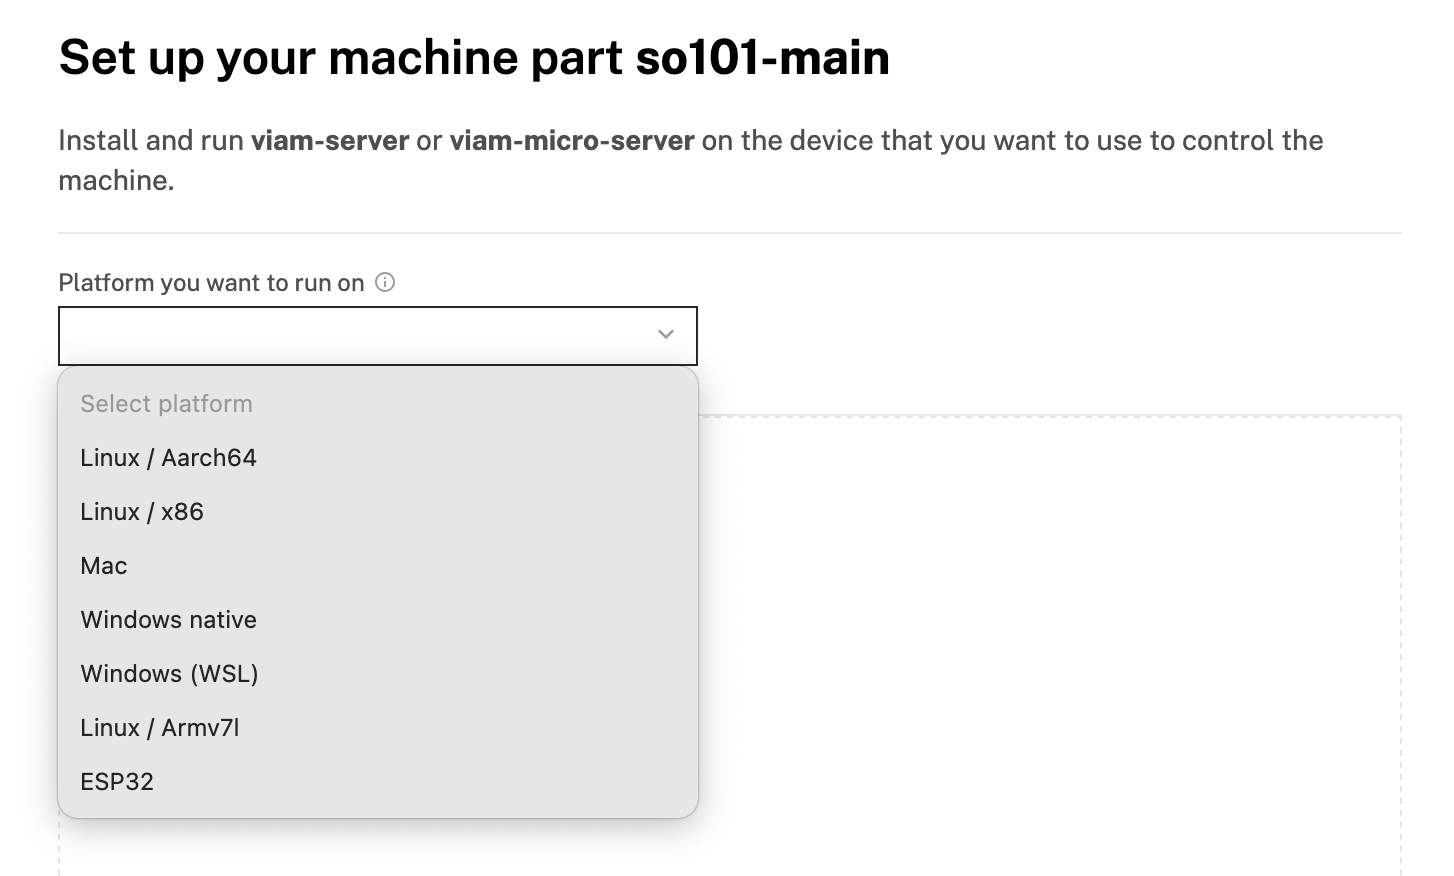 Set up your machine part so101-main
Install and run viam-server or viam-micro-server on the device that you want to use to control the
machine.
Platform you want to run on
Select platform
Linux / Aarch64
Linux / x86
Mac
Windows native
Windows (WSL)
Linux / Armv7l
ESP32